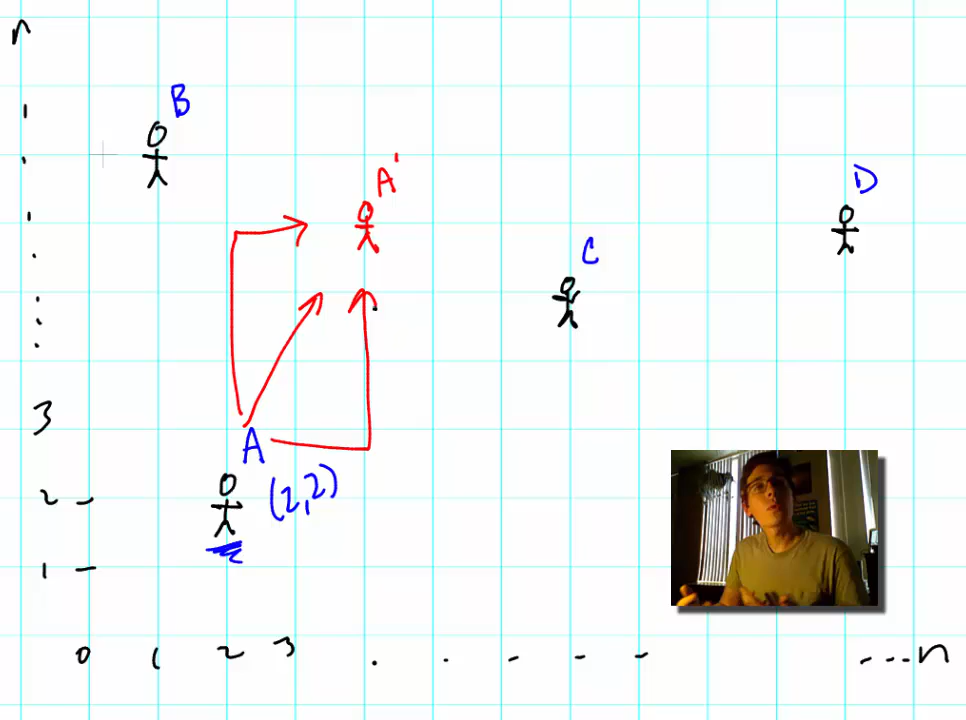 n
B
A'
D
C
3
A
(2,2)
2
1
0 1 2 3 . . - - - ---n